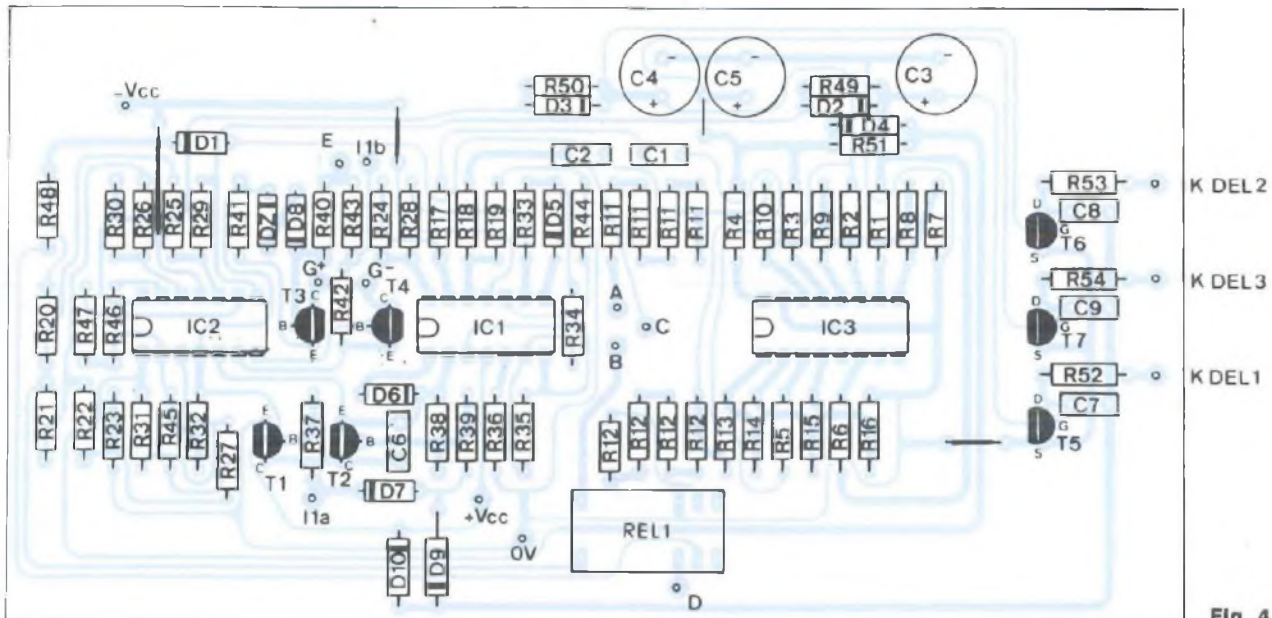 C4 - C5 - C3 -
R50 R49
D3 + + D2 +
-Vcc
D4
D1 R51
E I1b C2 C1
R53 K DEL2
R48 R30 R26 R25 R29 R41 DZ D8 R40 R43 R24 R28 R17 R18 R19 R33 D5 R44 R11 R11 R11 R11 R4 R10 R3 R9 R2 R1 R8 R7
D C8
G
S T6
G+ G-
R54 K DEL3
T3 C R42 C T4 A
D C9
R20 R47 R46 IC2 B B IC1 R34 C IC3
G
E E B
S T7
R52 K DEL1
D6
D C7
R21 R22 R23 R31 R45 R32 R27 E B C T1 R37 E B C T2 C6 R38 R39 R36 R35 R12 R12 R12 R12 R13 R14 R5 R15 R6 R16
G
S T5
D7
I1a +Vcc
REL1
0V
D10 D9
D
Fig. 4